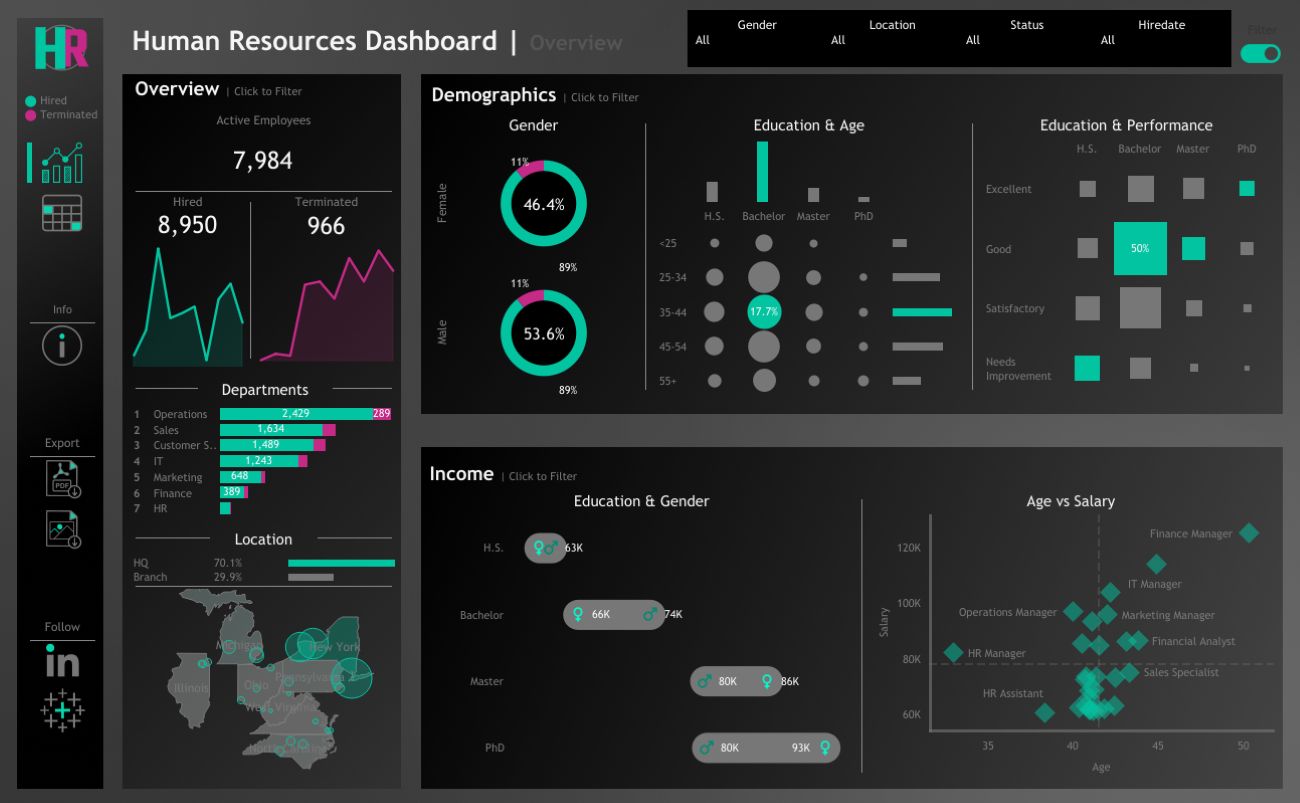 HR
Human Resources Dashboard | Overview
Gender Location Status Hiredate
All All All All
Filter
Hired
Terminated
Info
Export
PDF
Follow
in
Overview | Click to Filter
Active Employees
7,984
Hired Terminated
8,950 966
Departments
1 Operations 2,429 289
2 Sales 1,634
3 Customer S.. 1,489
4 IT 1,243
5 Marketing 648
6 Finance 389
7 HR
Location
HQ 70.1%
Branch 29.9%
Michigan
New York
Pennsylvania
Illinois
Ohio
West Virginia
North Carolina
Demographics | Click to Filter
Gender
Female
11%
46.4%
89%
Male
11%
53.6%
89%
Education & Age
H.S. Bachelor Master PhD
<25
25-34
35-44 17.7%
45-54
55+
Education & Performance
H.S. Bachelor Master PhD
Excellent
Good 50%
Satisfactory
Needs
Improvement
Income | Click to Filter
Education & Gender
H.S. 63K
Bachelor 66K 74K
Master 80K 86K
PhD 80K 93K
Age vs Salary
Salary
120K
100K
80K
60K
Finance Manager
IT Manager
Operations Manager
Marketing Manager
Financial Analyst
HR Manager
Sales Specialist
HR Assistant
35 40 45 50
Age